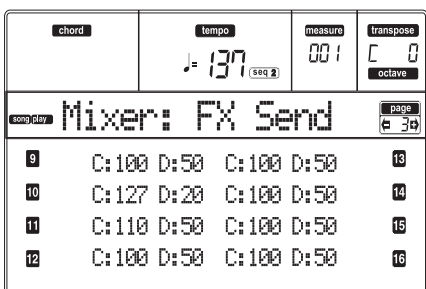 chord tempo measure transpose
♩= 137 seq 2 001 C 0
octave
song play Mixer: FX Send page
3
9 C:100 D:50 C:100 D:50 13
10 C:127 D:20 C:100 D:50 14
11 C:110 D:50 C:100 D:50 15
12 C:100 D:50 C:100 D:50 16